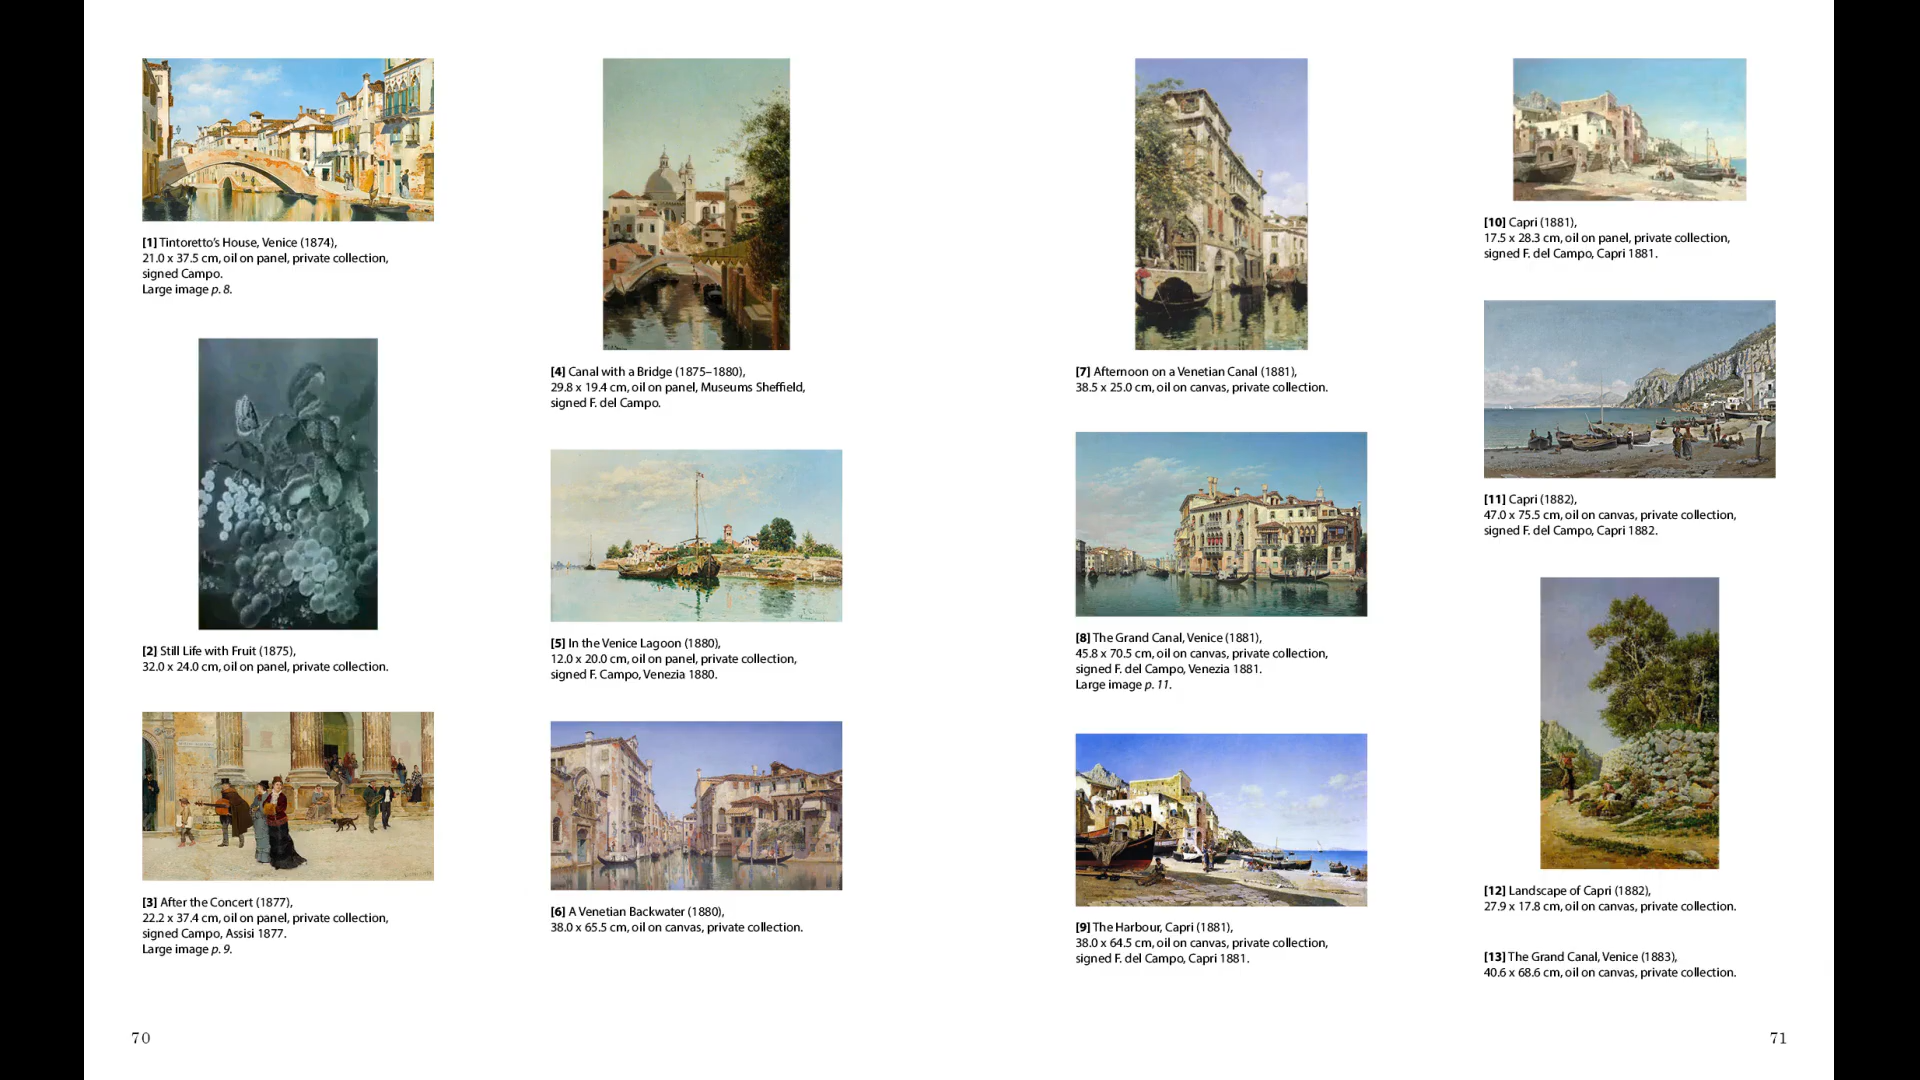 [1] Tintoretto's House, Venice (1874),
21.0 x 37.5 cm, oil on panel, private collection,
signed Campo.
Large image p. 8.
[2] Still Life with Fruit (1875),
32.0 x 24.0 cm, oil on panel, private collection.
[3] After the Concert (1877),
22.2 x 37.4 cm, oil on panel, private collection,
signed Campo, Assisi 1877.
Large image p. 9.
[4] Canal with a Bridge (1875–1880),
29.8 x 19.4 cm, oil on panel, Museums Sheffield,
signed F. del Campo.
[5] In the Venice Lagoon (1880),
12.0 x 20.0 cm, oil on panel, private collection,
signed F. Campo, Venezia 1880.
[6] A Venetian Backwater (1880),
38.0 x 65.5 cm, oil on canvas, private collection.
70
[7] Afternoon on a Venetian Canal (1881),
38.5 x 25.0 cm, oil on canvas, private collection.
[8] The Grand Canal, Venice (1881),
45.8 x 70.5 cm, oil on canvas, private collection,
signed F. del Campo, Venezia 1881.
Large image p. 11.
[9] The Harbour, Capri (1881),
38.0 x 64.5 cm, oil on canvas, private collection,
signed F. del Campo, Capri 1881.
[10] Capri (1881),
17.5 x 28.3 cm, oil on panel, private collection,
signed F. del Campo, Capri 1881.
[11] Capri (1882),
47.0 x 75.5 cm, oil on canvas, private collection,
signed F. del Campo, Capri 1882.
[12] Landscape of Capri (1882),
27.9 x 17.8 cm, oil on canvas, private collection.
[13] The Grand Canal, Venice (1883),
40.6 x 68.6 cm, oil on canvas, private collection.
71